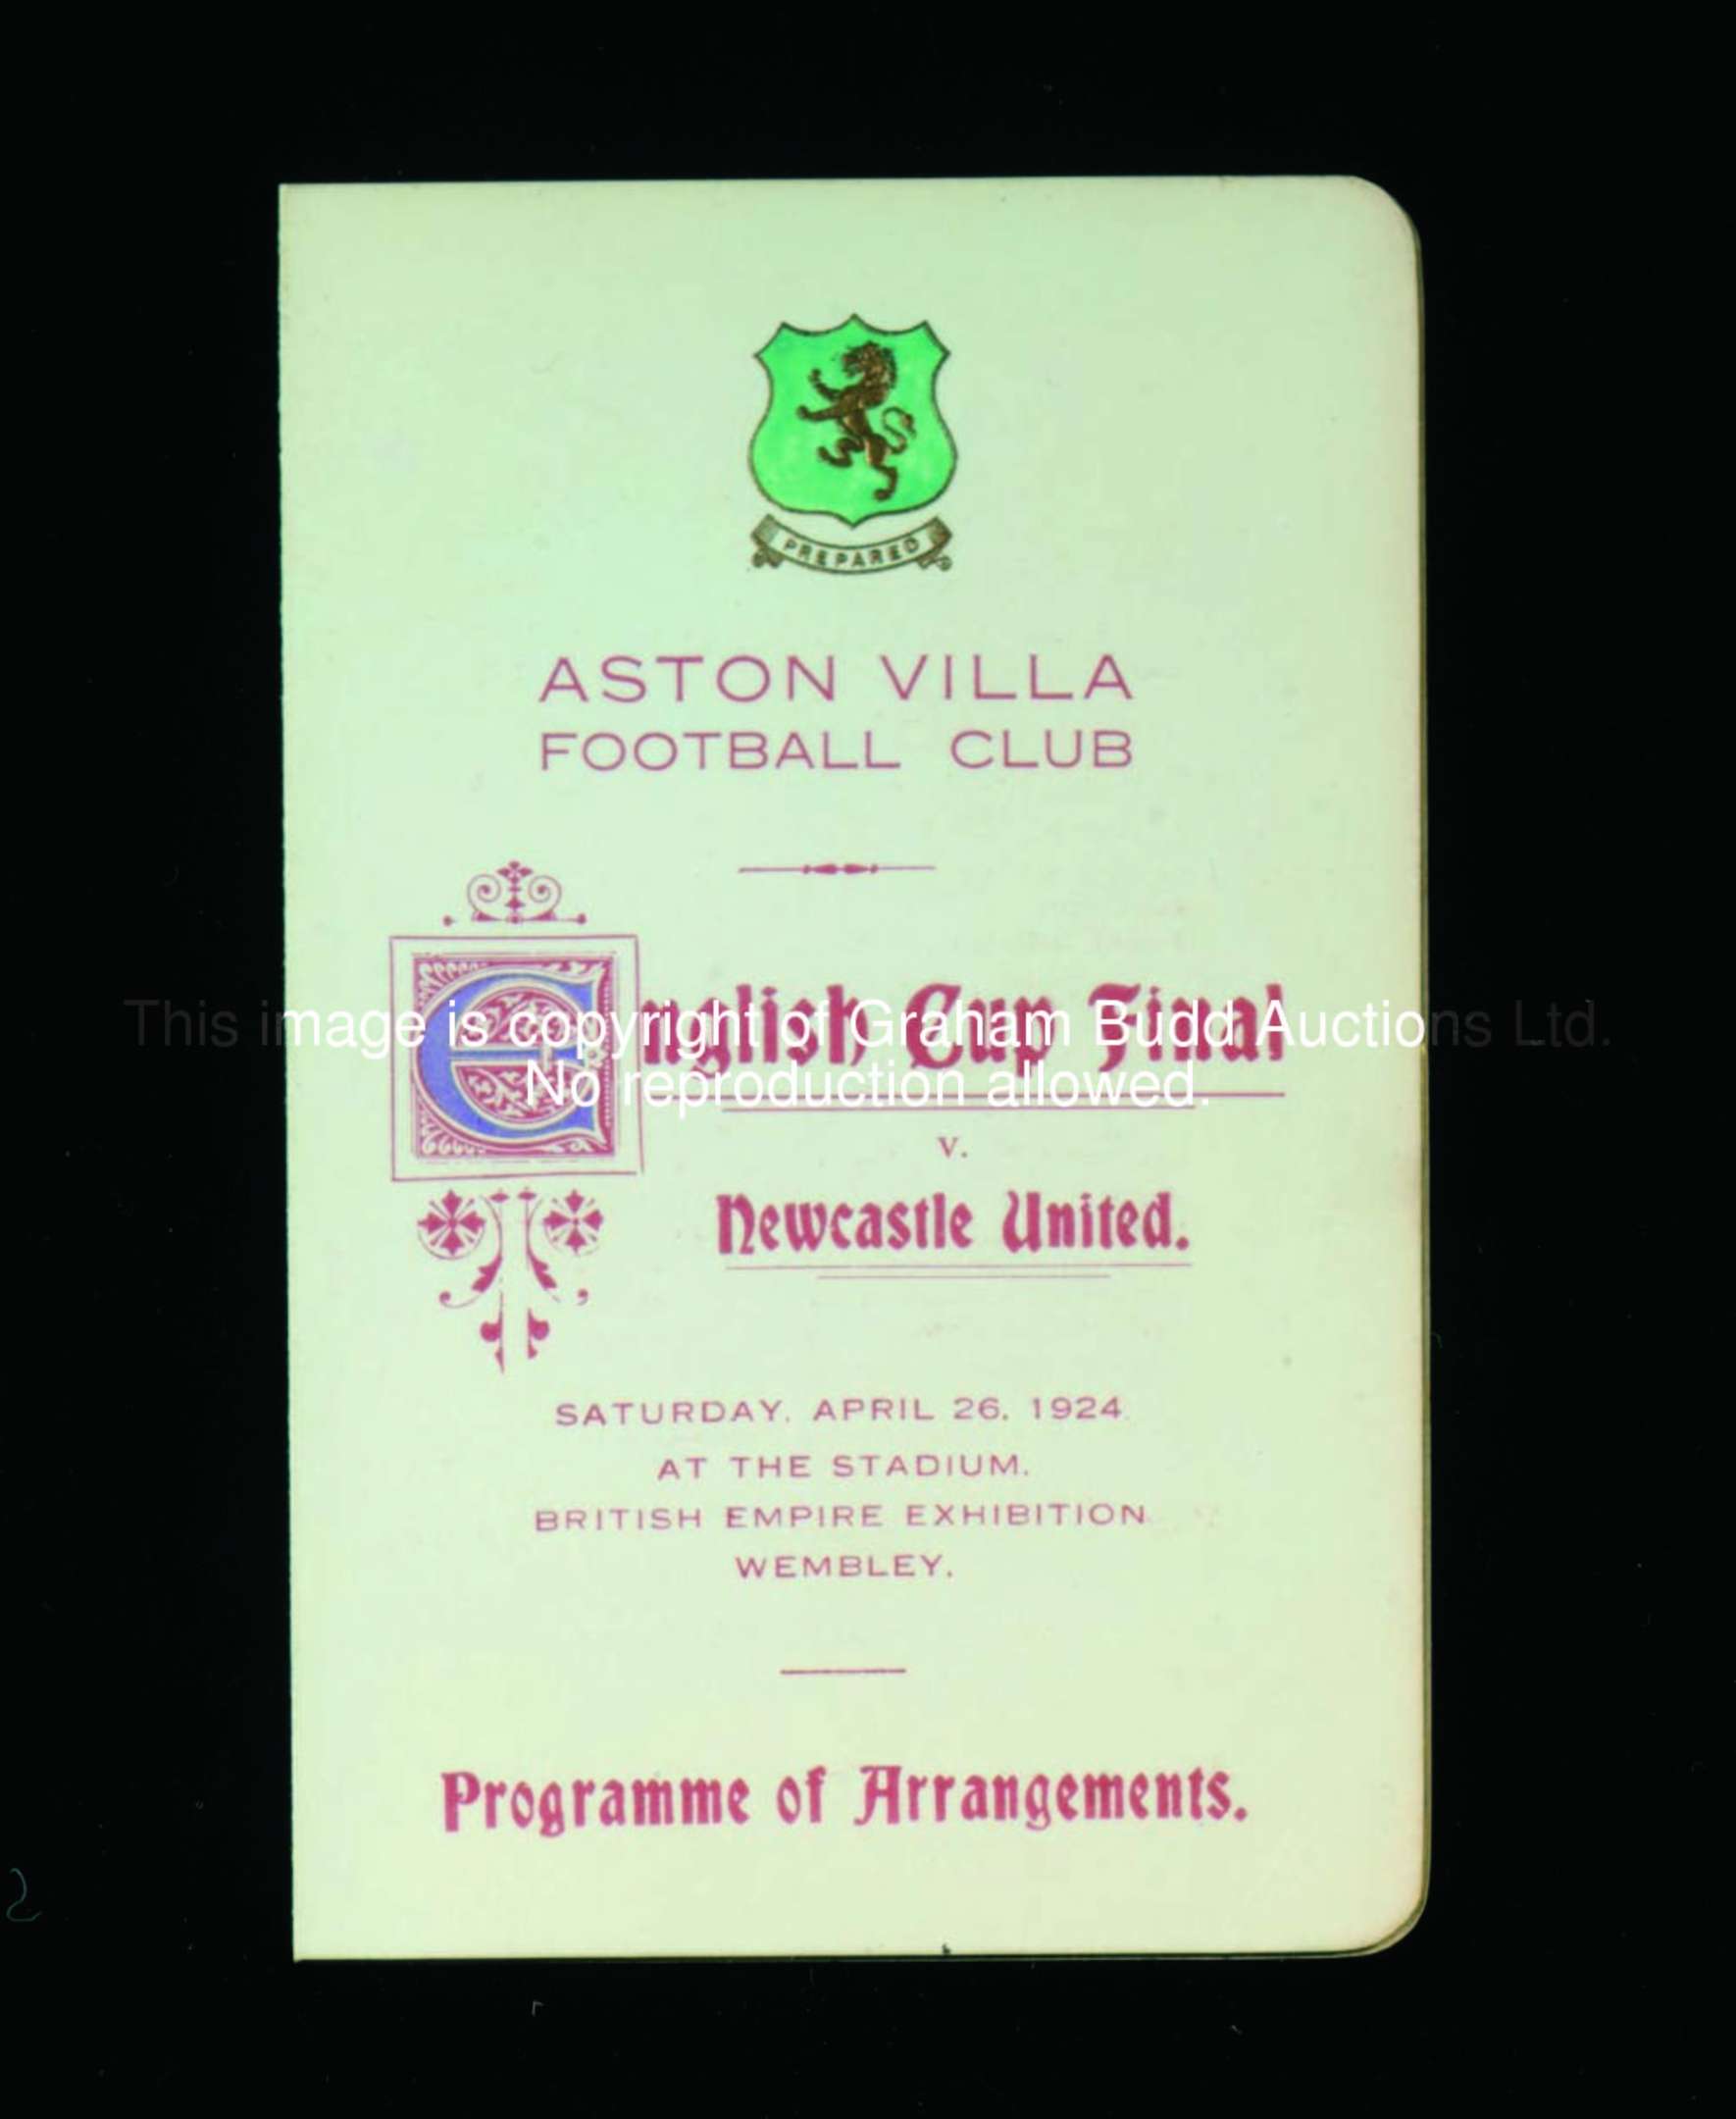 PREPARED
ASTON VILLA
FOOTBALL CLUB
English Cup Final
This image is copyright of Graham Budd Auctions Ltd.
No reproduction allowed.
v.
Newcastle United.
SATURDAY, APRIL 26, 1924.
AT THE STADIUM.
BRITISH EMPIRE EXHIBITION
WEMBLEY.
Programme of Arrangements.